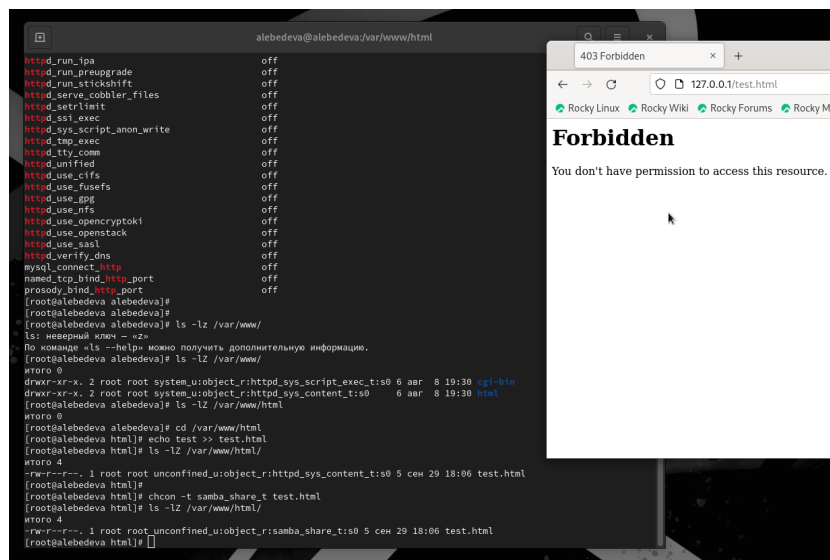 alebedeva@alebedeva:/var/www/html
httpd_run_ipa off
httpd_run_preupgrade off
httpd_run_stickshift off
httpd_serve_cobbler_files off
httpd_setrlimit off
httpd_ssi_exec off
httpd_sys_script_anon_write off
httpd_tmp_exec off
httpd_tty_comm off
httpd_unified off
httpd_use_cifs off
httpd_use_fusefs off
httpd_use_gpg off
httpd_use_nfs off
httpd_use_opencryptoki off
httpd_use_openstack off
httpd_use_sasl off
httpd_verify_dns off
mysql_connect_http off
named_tcp_bind_http_port off
prosody_bind_http_port off
[root@alebedeva alebedeva]#
[root@alebedeva alebedeva]#
[root@alebedeva alebedeva]# ls -lz /var/www/
ls: неверный ключ — «z»
По команде «ls --help» можно получить дополнительную информацию.
[root@alebedeva alebedeva]# ls -lZ /var/www/
итого 0
drwxr-xr-x. 2 root root system_u:object_r:httpd_sys_script_exec_t:s0 6 авг 8 19:30 cgi-bin
drwxr-xr-x. 2 root root system_u:object_r:httpd_sys_content_t:s0 6 авг 8 19:30 html
[root@alebedeva alebedeva]# ls -lZ /var/www/html
итого 0
[root@alebedeva alebedeva]# cd /var/www/html
[root@alebedeva html]# echo test >> test.html
[root@alebedeva html]# ls -lZ /var/www/html/
итого 4
-rw-r--r--. 1 root root unconfined_u:object_r:httpd_sys_content_t:s0 5 сен 29 18:06 test.html
[root@alebedeva html]#
[root@alebedeva html]# chcon -t samba_share_t test.html
[root@alebedeva html]# ls -lZ /var/www/html/
итого 4
-rw-r--r--. 1 root root unconfined_u:object_r:samba_share_t:s0 5 сен 29 18:06 test.html
[root@alebedeva html]#
403 Forbidden
127.0.0.1/test.html
Rocky Linux Rocky Wiki Rocky Forums Rocky M
Forbidden
You don't have permission to access this resource.